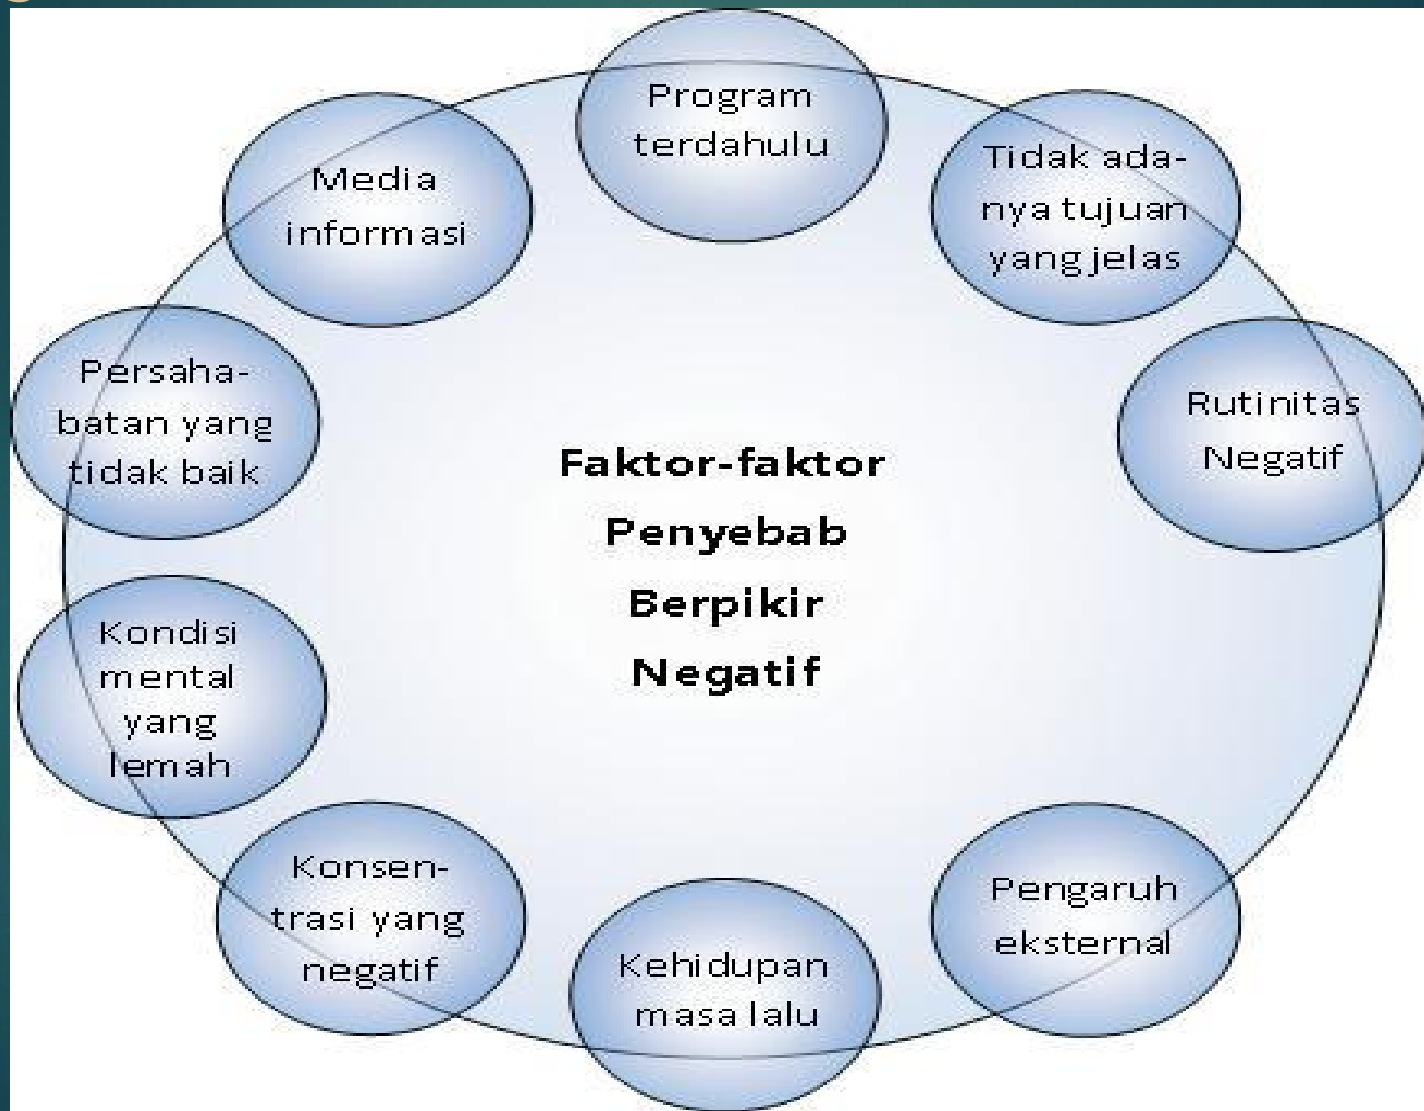 Program
terdahulu
Tidak ada-
nya tujuan
yang jelas
Rutinitas
Negatif
Pengaruh
eksternal
Kehidupan
masa lalu
Konsen-
trasi yang
negatif
Kondisi
mental
yang
lemah
Persaha-
batan yang
tidak baik
Media
informasi
Faktor-faktor
Penyebab
Berpikir
Negatif